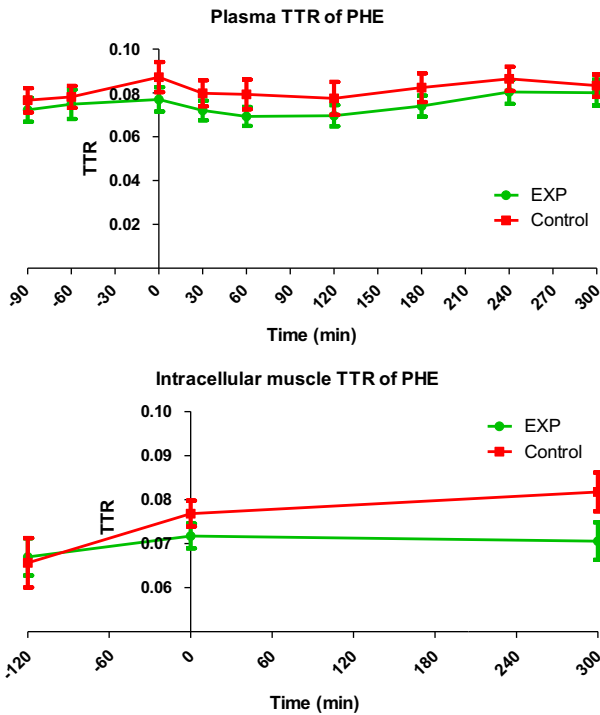 Plasma TTR of PHE
0.10
0.08
0.06
0.04
0.02
TTR
EXP
Control
-90 -60 -30 0 30 60 90 120 150 180 210 240 270 300
Time (min)
Intracellular muscle TTR of PHE
0.10
0.09
0.08
0.07
0.06
TTR
EXP
Control
-120 -60 0 60 120 180 240 300
Time (min)